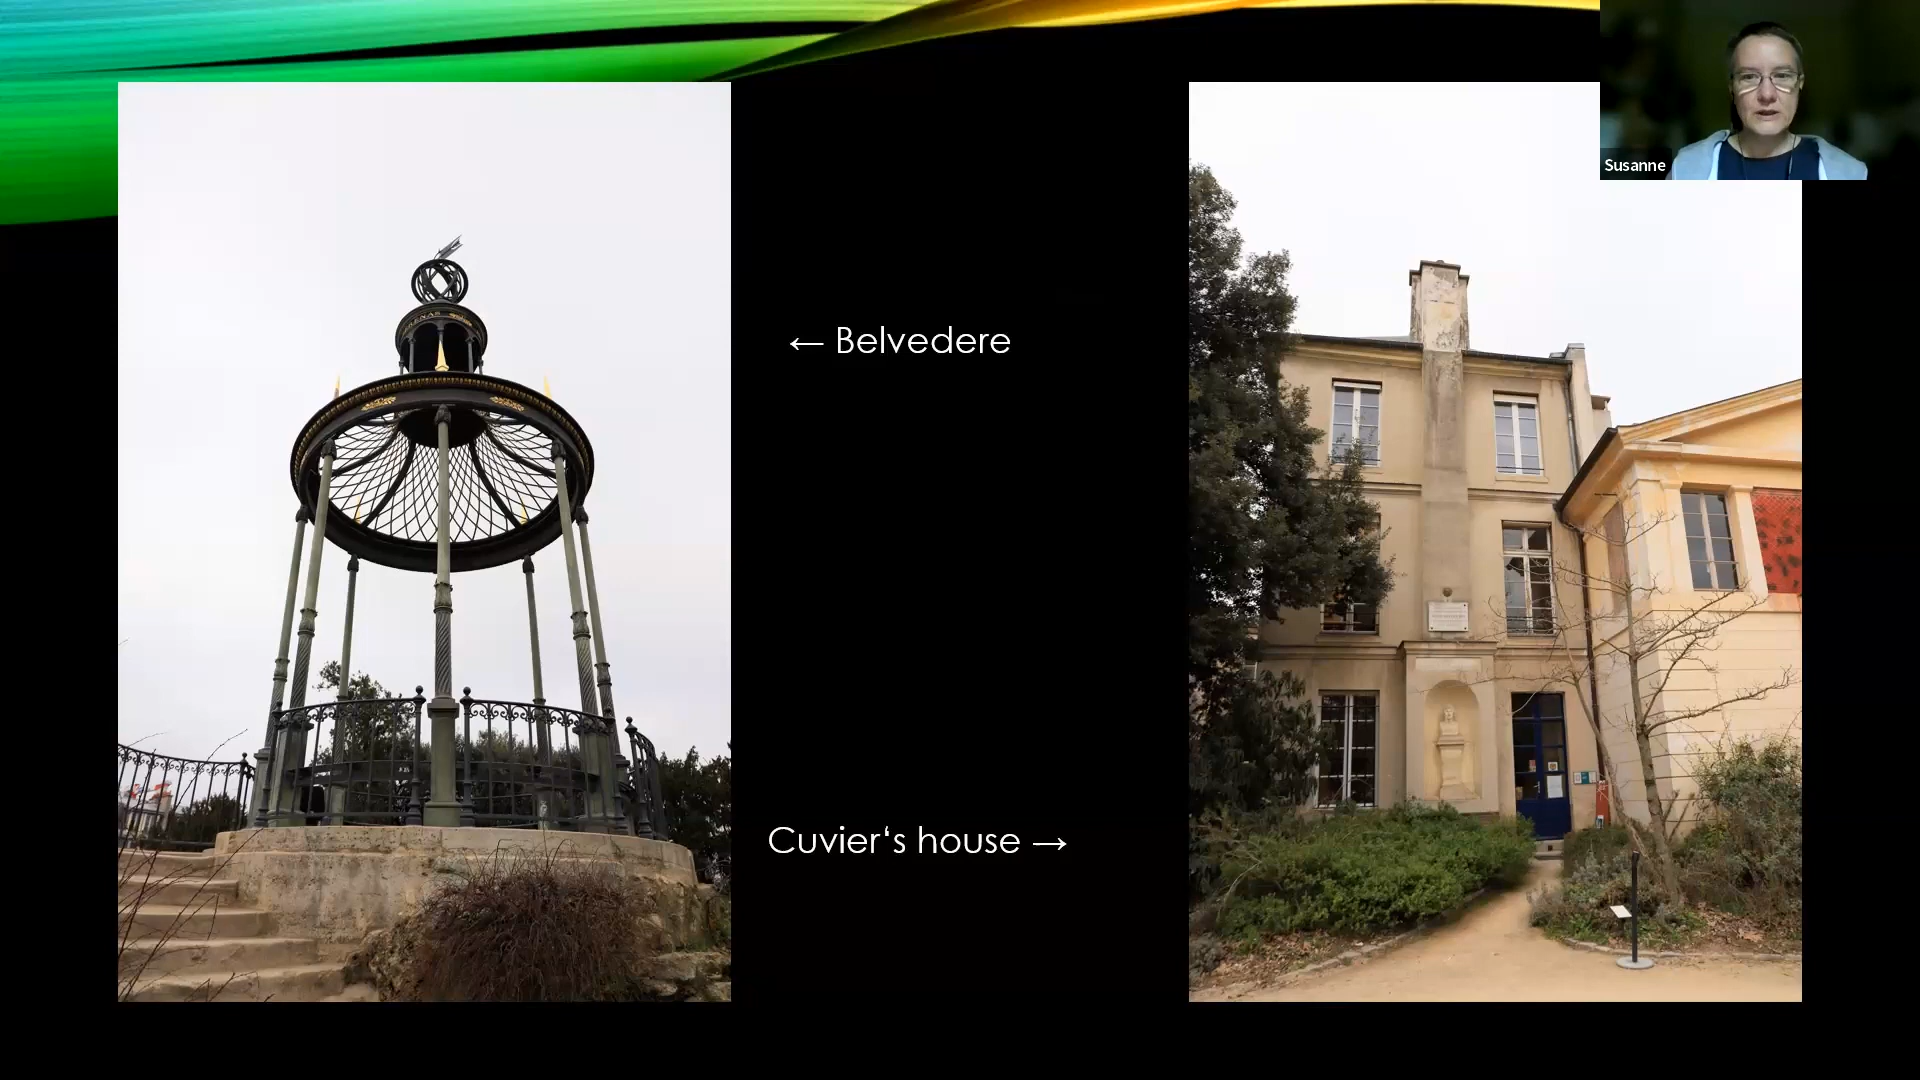 Susanne
← Belvedere
Cuvier‘s house →